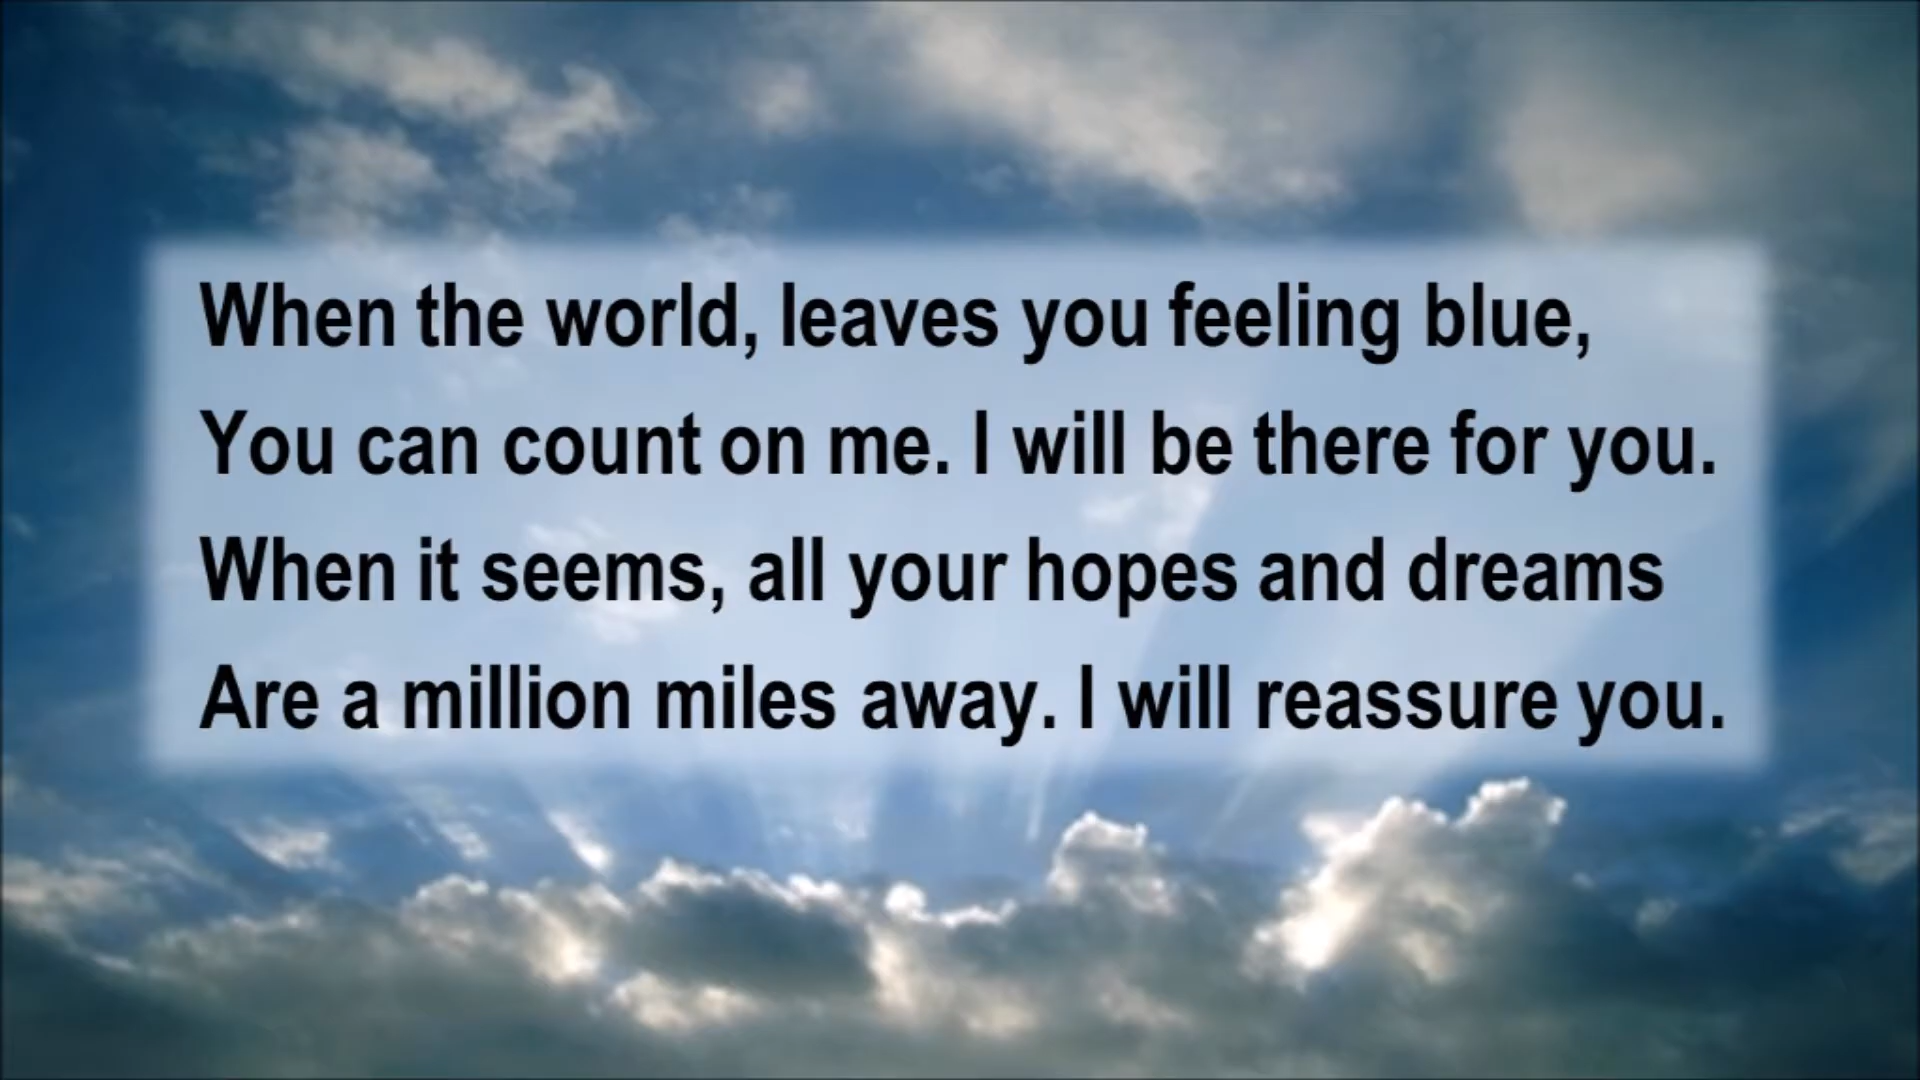 When the world, leaves you feeling blue,
You can count on me. I will be there for you.
When it seems, all your hopes and dreams
Are a million miles away. I will reassure you.